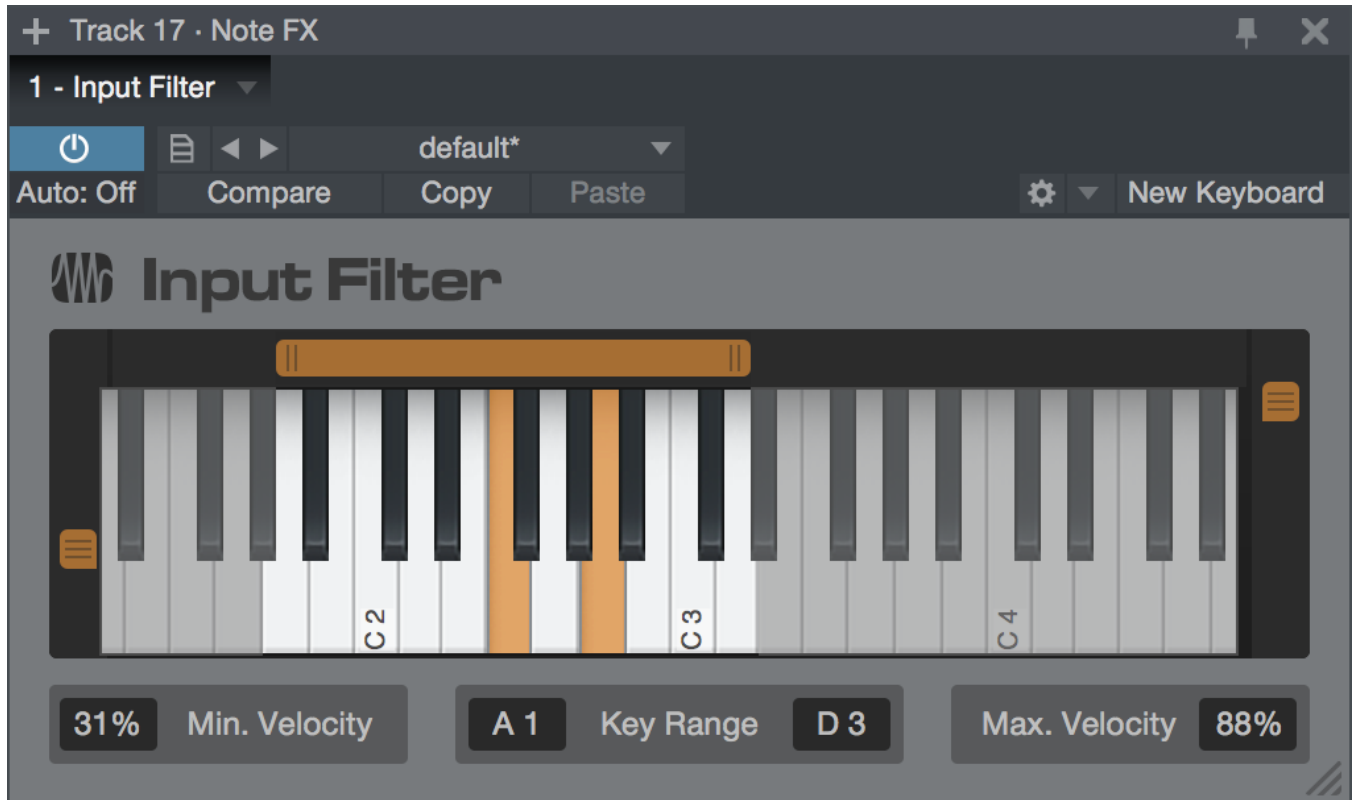 Track 17 · Note FX
1 - Input Filter
default*
Auto: Off Compare Copy Paste New Keyboard
Input Filter
C 2 C 3 C 4
31% Min. Velocity A 1 Key Range D 3 Max. Velocity 88%